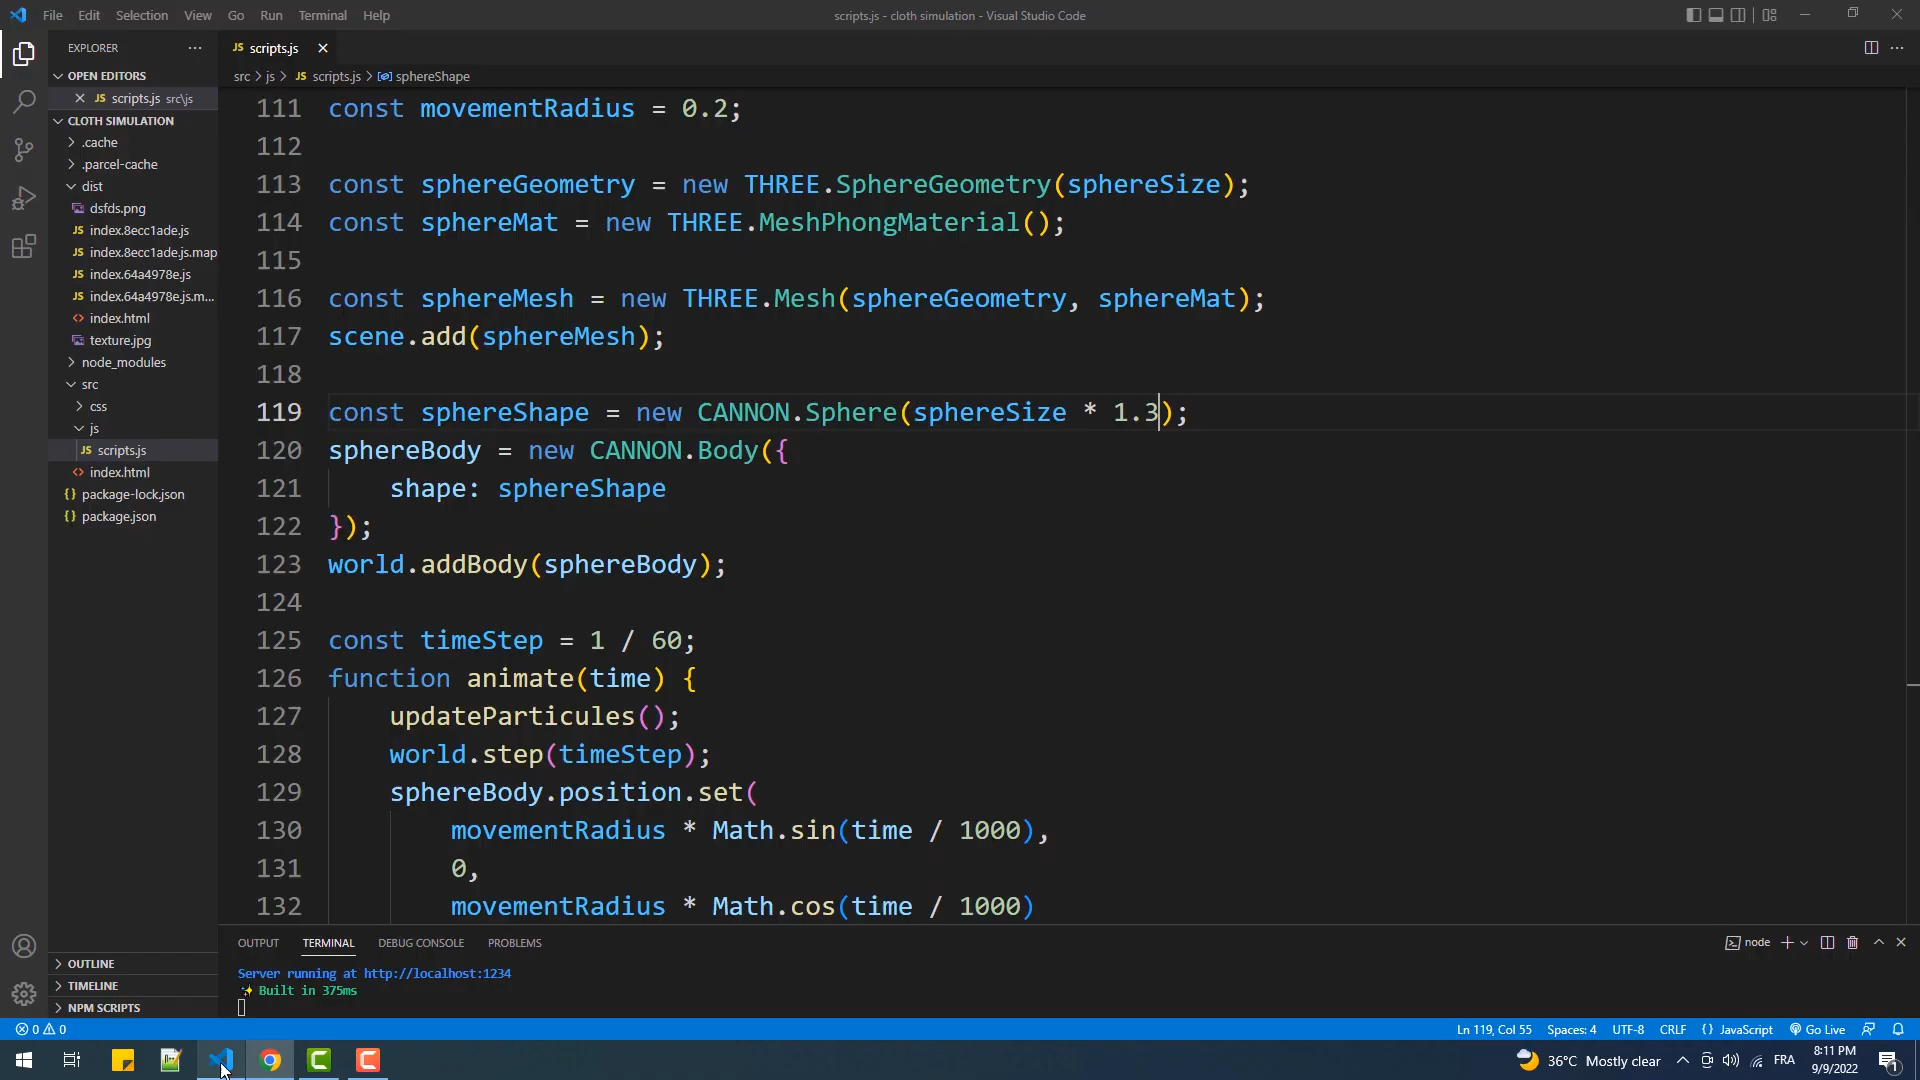 File Edit Selection View Go Run Terminal Help
scripts.js - cloth simulation - Visual Studio Code
EXPLORER
JS scripts.js
OPEN EDITORS
JS scripts.js src\js
src > js > JS scripts.js > sphereShape
CLOTH SIMULATION
.cache
.parcel-cache
dist
dsfds.png
JS index.8ecc1ade.js
JS index.8ecc1ade.js.map
JS index.64a4978e.js
JS index.64a4978e.js.m...
index.html
texture.jpg
node_modules
src
css
js
JS scripts.js
index.html
{} package-lock.json
{} package.json
OUTLINE
TIMELINE
NPM SCRIPTS
111 const movementRadius = 0.2;
112
113 const sphereGeometry = new THREE.SphereGeometry(sphereSize);
114 const sphereMat = new THREE.MeshPhongMaterial();
115
116 const sphereMesh = new THREE.Mesh(sphereGeometry, sphereMat);
117 scene.add(sphereMesh);
118
119 const sphereShape = new CANNON.Sphere(sphereSize * 1.3);
120 sphereBody = new CANNON.Body({
121 shape: sphereShape
122 });
123 world.addBody(sphereBody);
124
125 const timeStep = 1 / 60;
126 function animate(time) {
127 updateParticules();
128 world.step(timeStep);
129 sphereBody.position.set(
130 movementRadius * Math.sin(time / 1000),
131 0,
132 movementRadius * Math.cos(time / 1000)
OUTPUT TERMINAL DEBUG CONSOLE PROBLEMS
node
Server running at http://localhost:1234
Built in 375ms
0 0
Ln 119, Col 55 Spaces: 4 UTF-8 CRLF {} JavaScript Go Live
36°C Mostly clear FRA
8:11 PM
9/9/2022
1